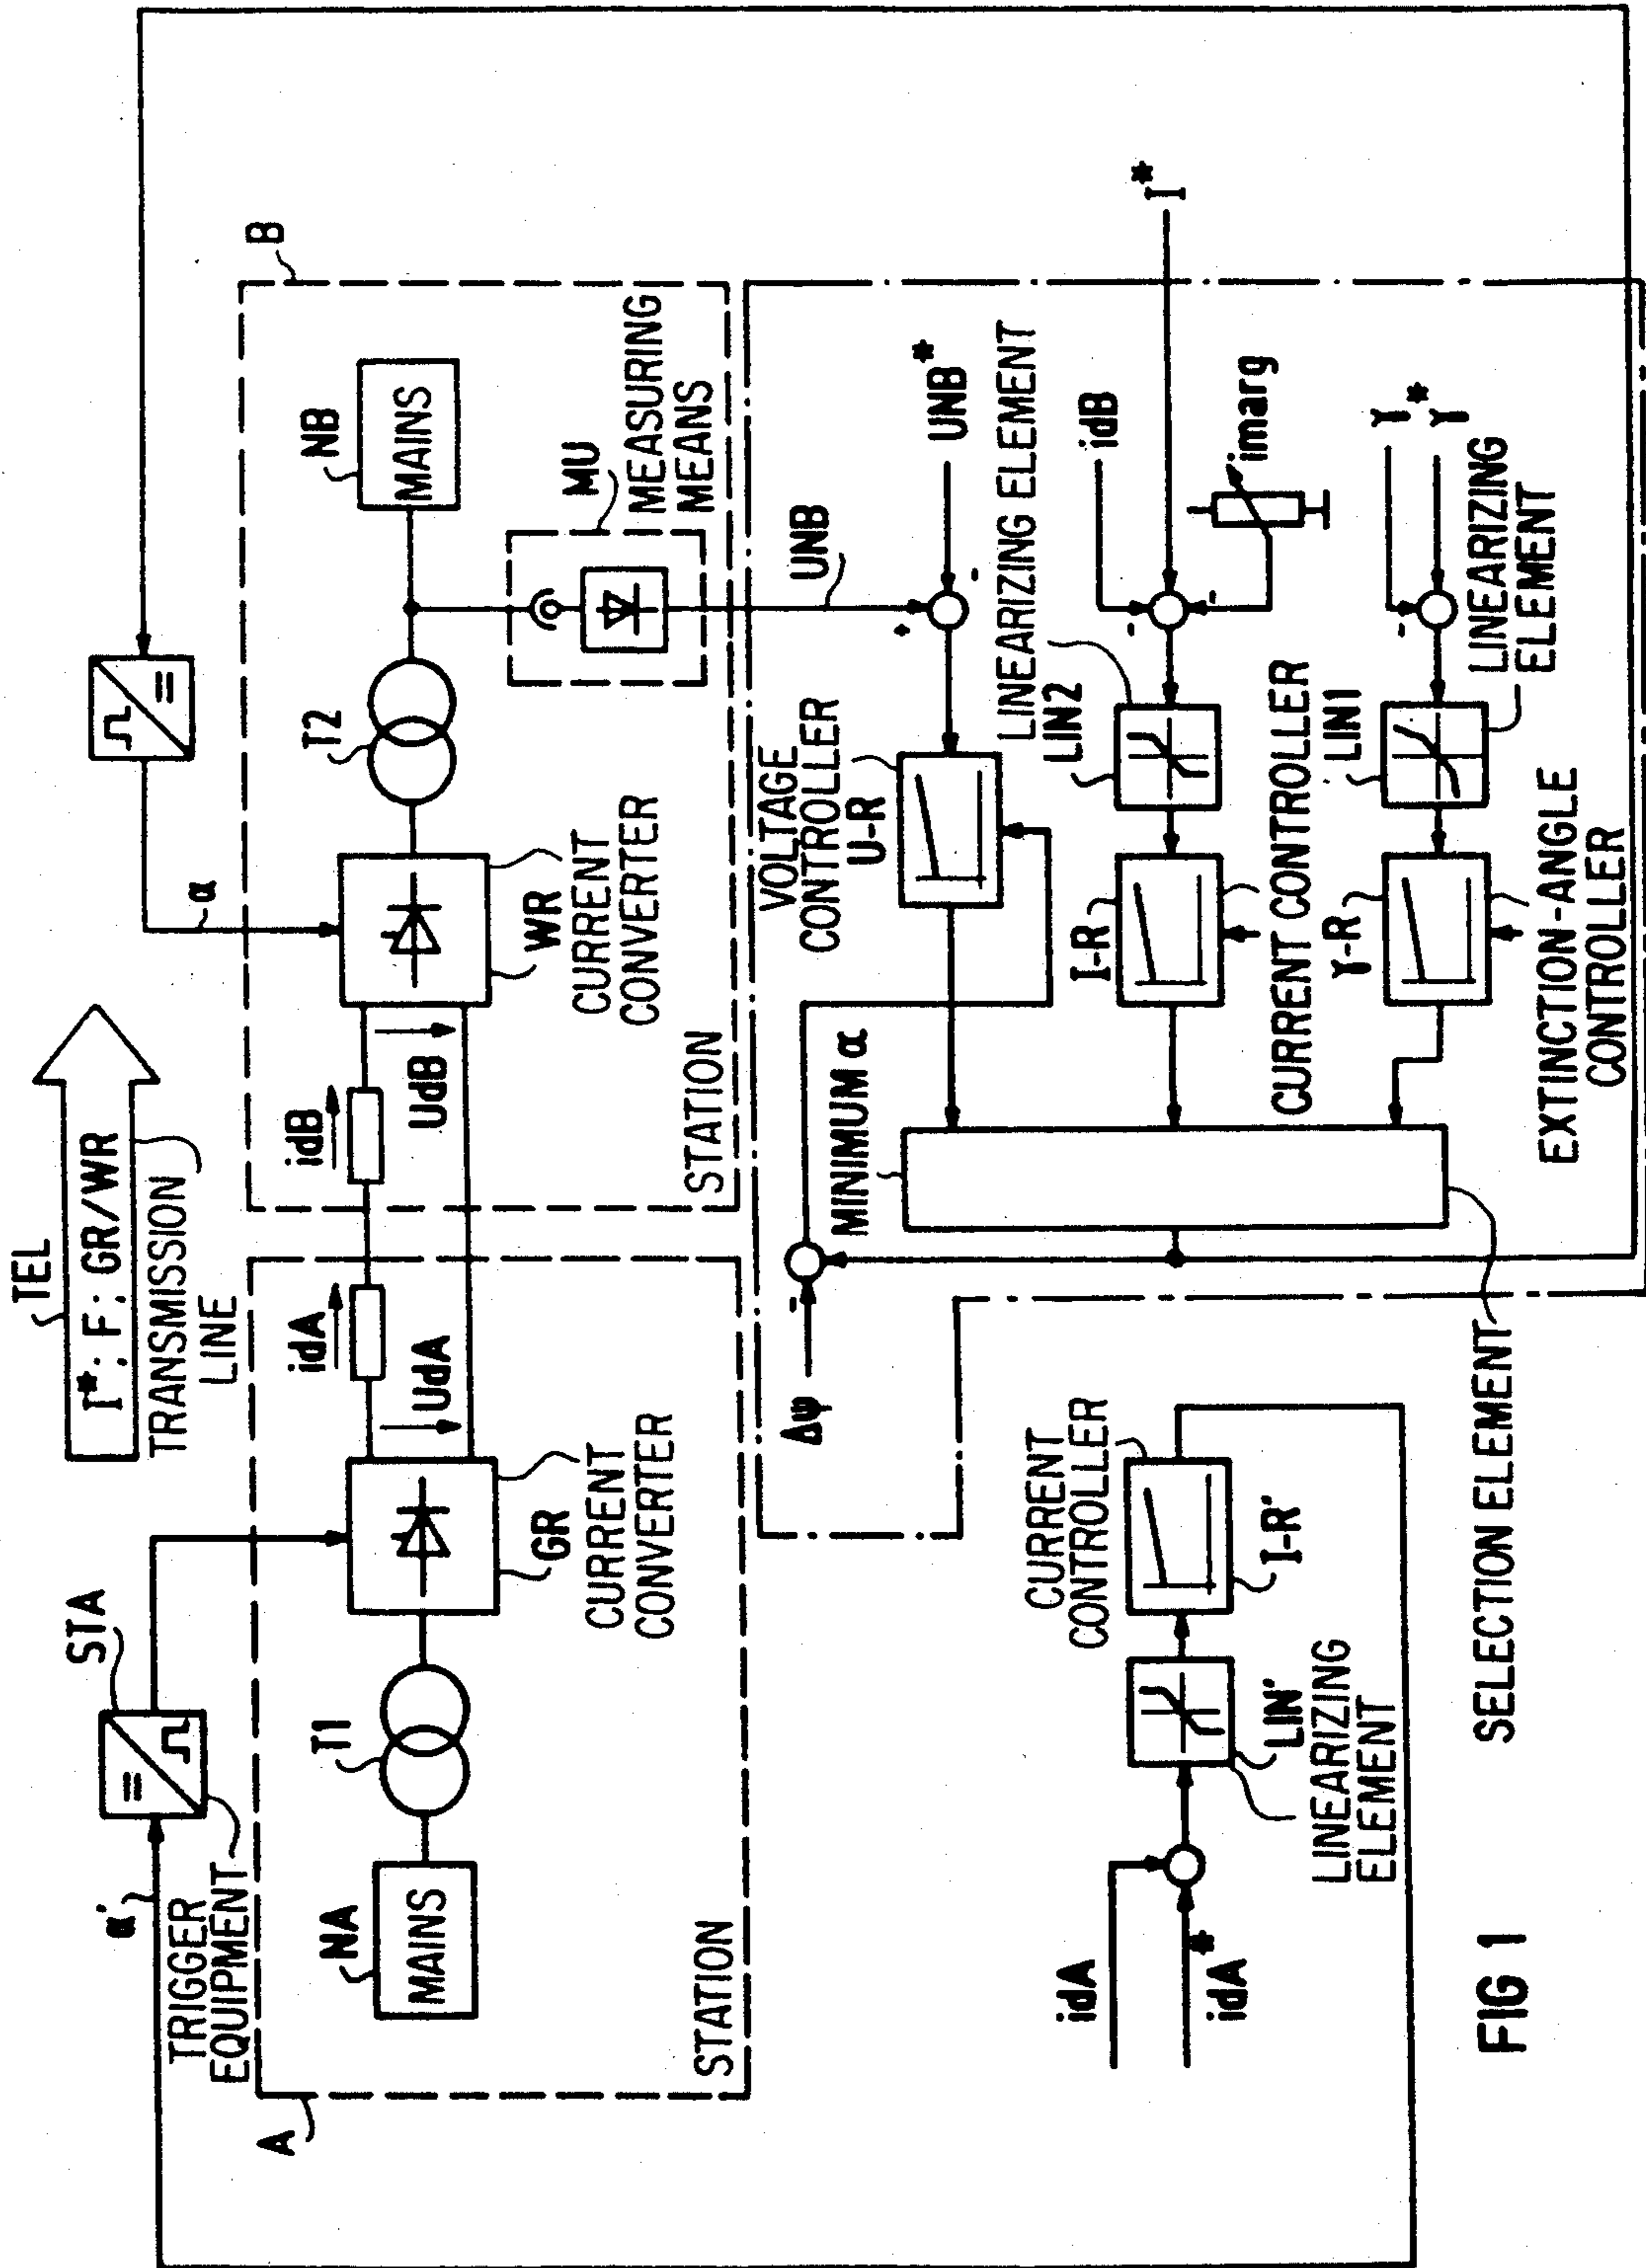 TEL
I*; F; GR/WR
TRANSMISSION
LINE
STA
α'
TRIGGER
EQUIPMENT
A
NA
MAINS
T1
GR
CURRENT
CONVERTER
idA
UdA
STATION
α
B
idB
UdB
WR
CURRENT
CONVERTER
T2
NB
MAINS
MU
MEASURING
MEANS
STATION
UNB
+
-
UNB*
VOLTAGE
CONTROLLER
U-R
Δψ
-
MINIMUM α
LINEARIZING ELEMENT
LIN2
idB
-
-
I*
imarg
I-R
CURRENT CONTROLLER
LIN1
γ*
γ
-
LINEARIZING
ELEMENT
γ-R
EXTINCTION-ANGLE
CONTROLLER
SELECTION ELEMENT
CURRENT
CONTROLLER
I-R'
LIN'
LINEARIZING
ELEMENT
idA
idA*
FIG 1